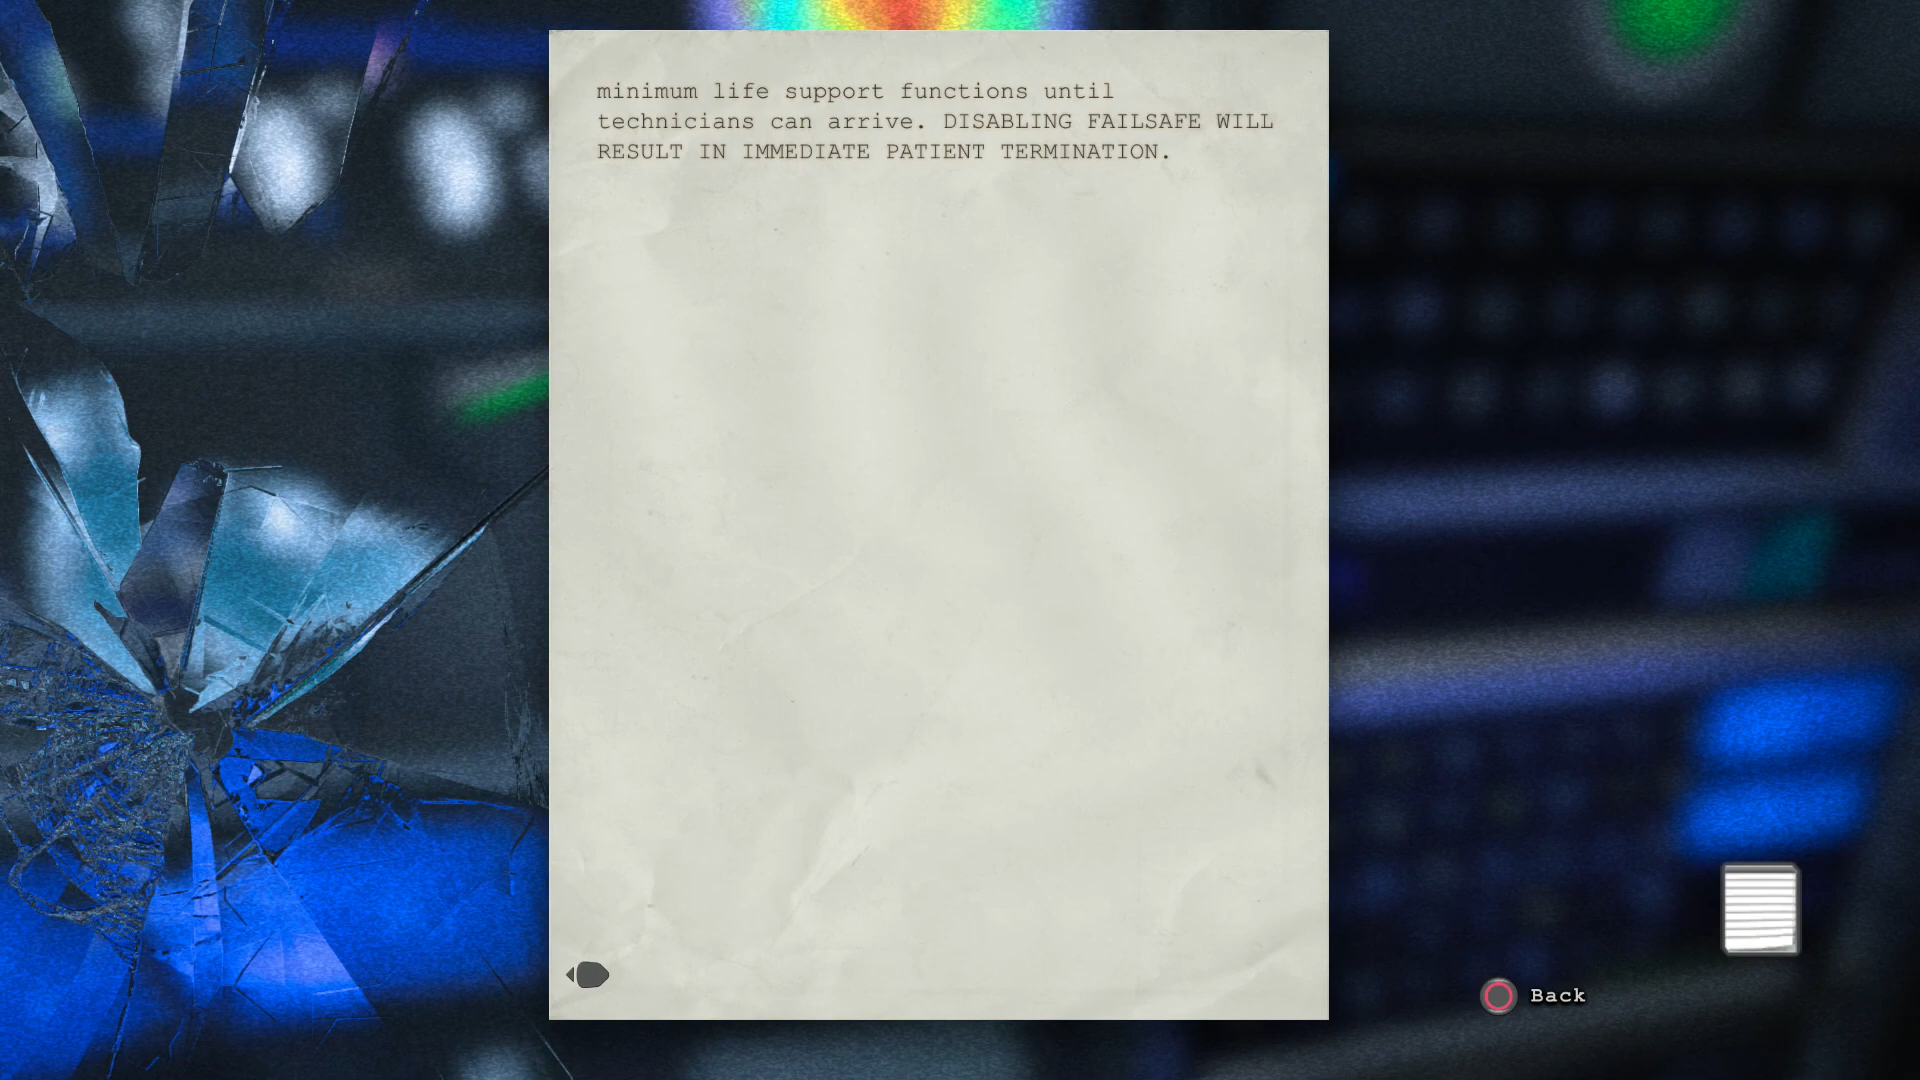 minimum life support functions until
technicians can arrive. DISABLING FAILSAFE WILL
RESULT IN IMMEDIATE PATIENT TERMINATION.
Back